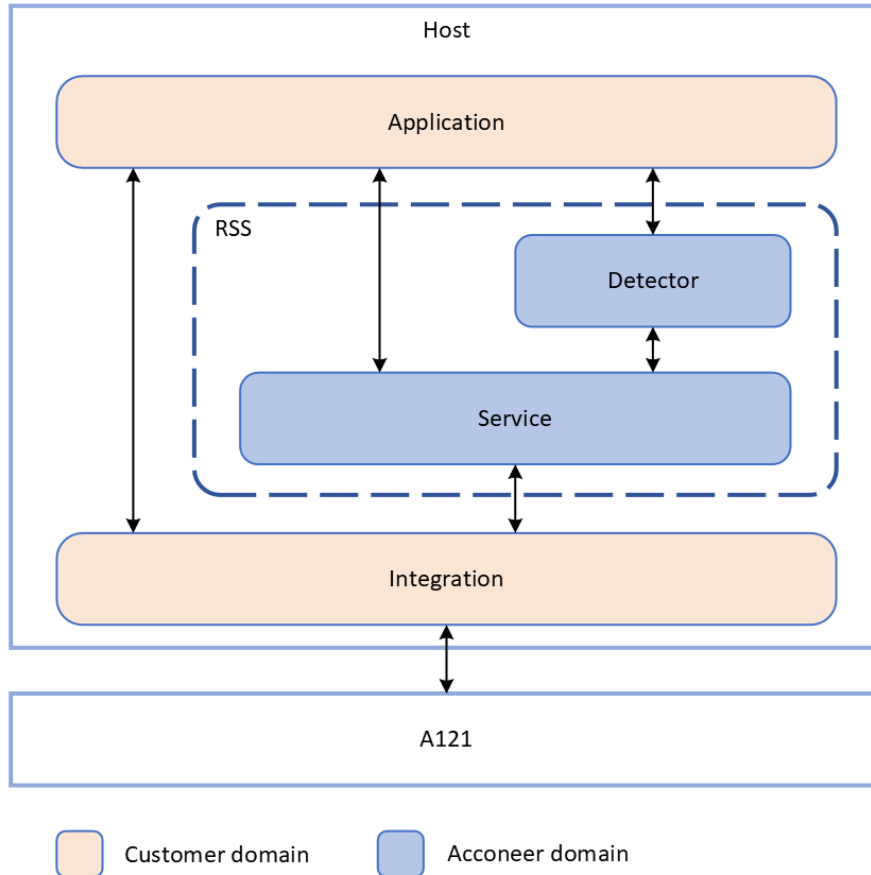 Host
Application
RSS
Detector
Service
Integration
A121
Customer domain
Acconeer domain